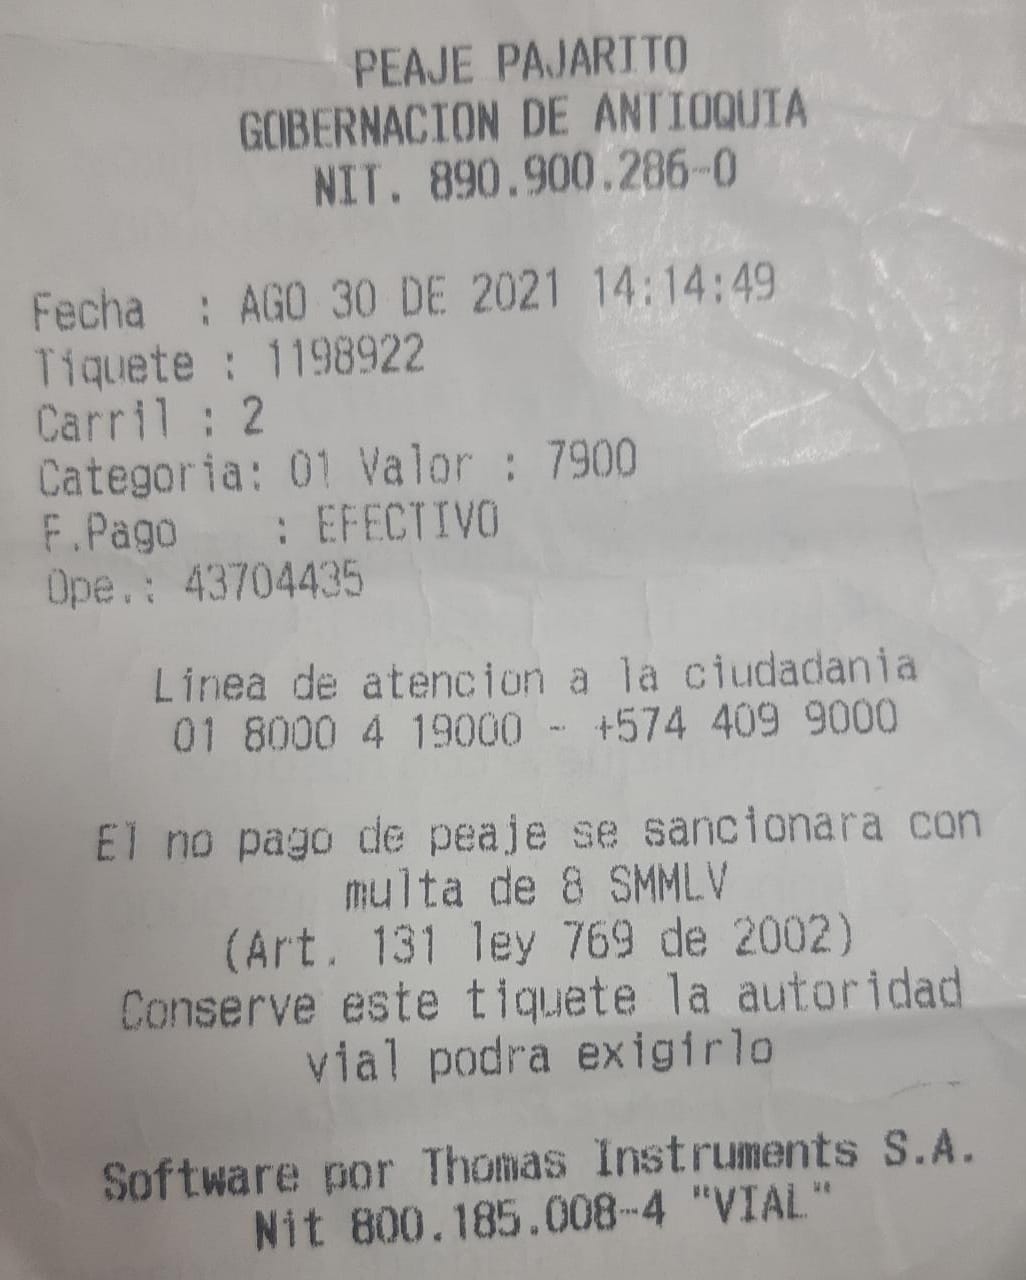 PEAJE PAJARITO
GOBERNACION DE ANTIOQUIA
NIT. 890.900.286-0
Fecha : AGO 30 DE 2021 14:14:49
Tiquete : 1198922
Carril : 2
Categoria: 01 Valor : 7900
F.Pago : EFECTIVO
Ope.: 43704435
Linea de atencion a la ciudadania
01 8000 4 19000 - +574 409 9000
El no pago de peaje se sancionara con
multa de 8 SMMLV
(Art. 131 ley 769 de 2002)
Conserve este tiquete la autoridad
vial podra exigirlo
Software por Thomas Instruments S.A.
Nit 800.185.008-4 "VIAL"